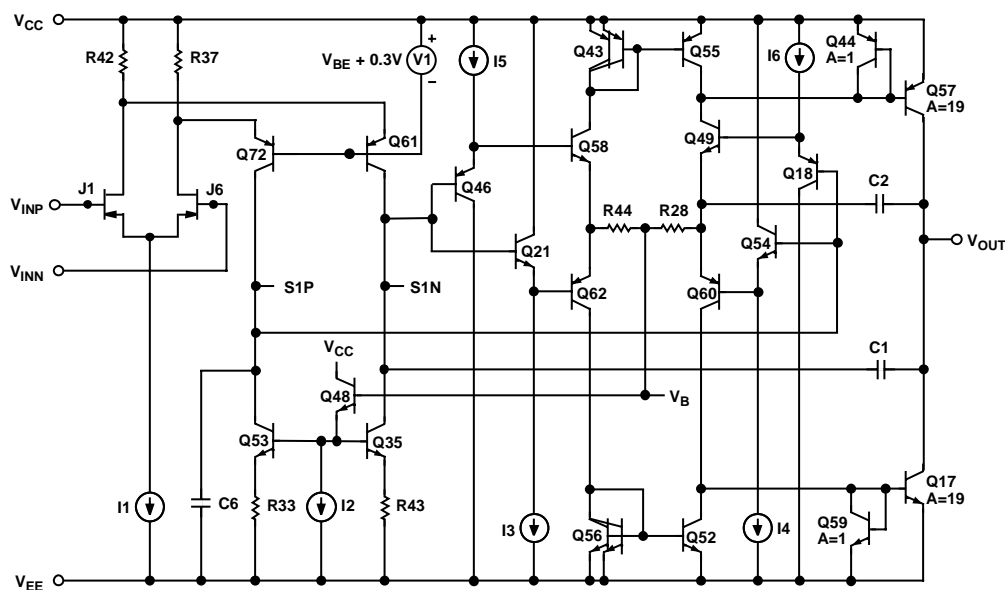 VCC
R42
R37
VBE + 0.3V
V1
+
–
I5
Q43
Q55
I6
Q44
A=1
Q57
A=19
Q72
Q61
Q58
Q49
Q46
Q18
C2
J1
J6
VINP
R44
R28
Q21
Q54
VOUT
VINN
S1P
S1N
Q62
Q60
C1
VCC
Q48
VB
Q53
Q35
Q17
A=19
I1
C6
R33
I2
R43
I3
Q56
Q52
I4
Q59
A=1
VEE